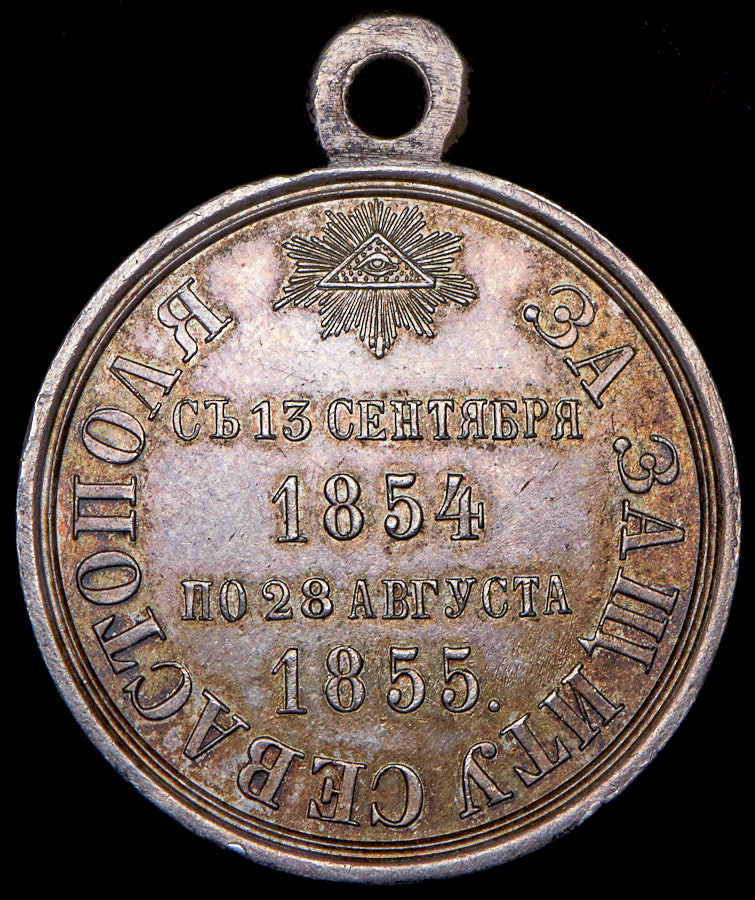 ЗА ЗАЩИТУ СЕВАСТОПОЛЯ
СЪ 13 СЕНТЯБРЯ
1854
ПО 28 АВГУСТА
1855.